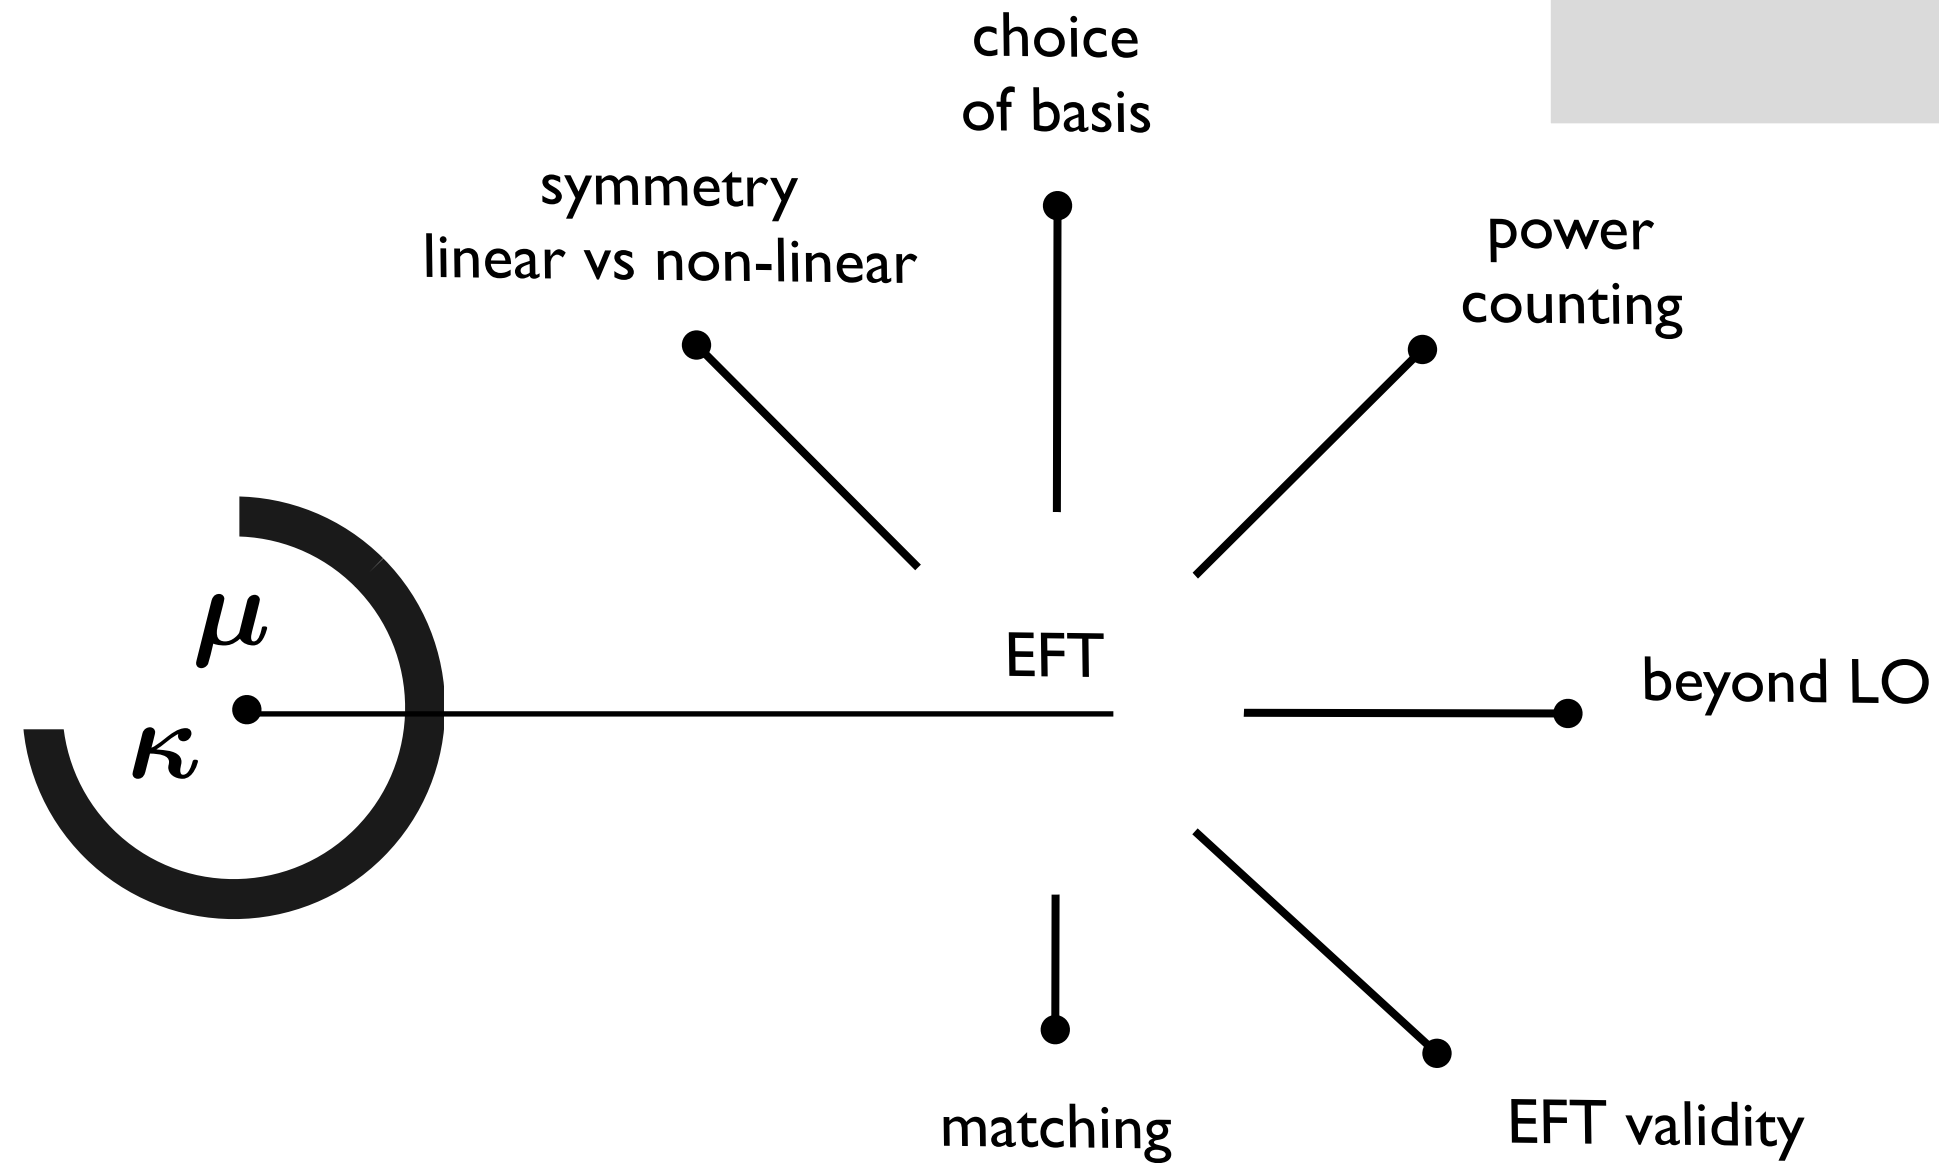 choice
of basis
symmetry
linear vs non-linear
power
counting
μ
κ
EFT
beyond LO
matching
EFT validity